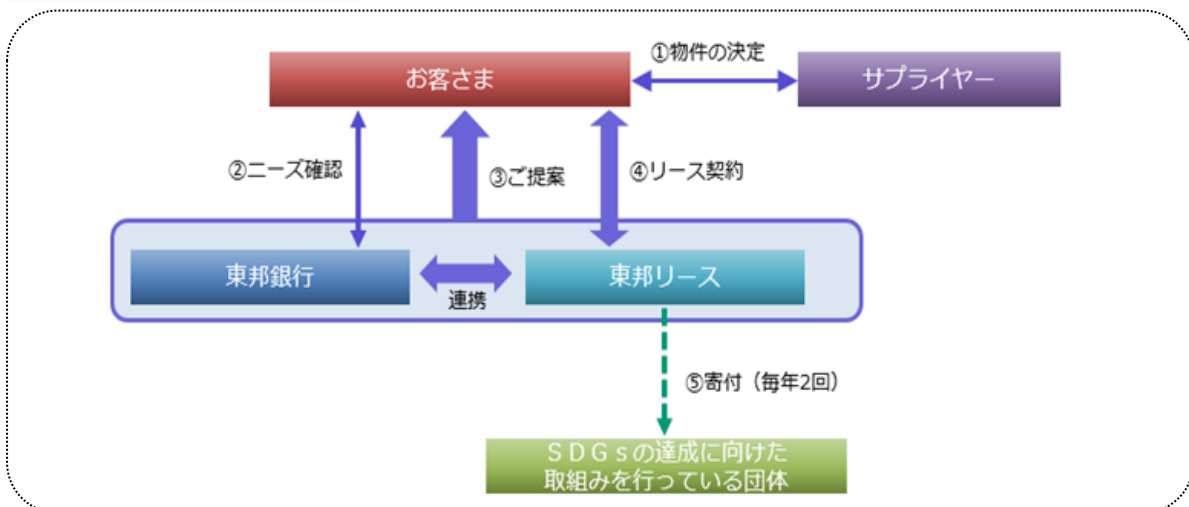 ①物件の決定
お客さま
サプライヤー
②ニーズ確認
③ご提案
④リース契約
東邦銀行
連携
東邦リース
⑤寄付（毎年2回）
ＳＤＧｓの達成に向けた
取組みを行っている団体